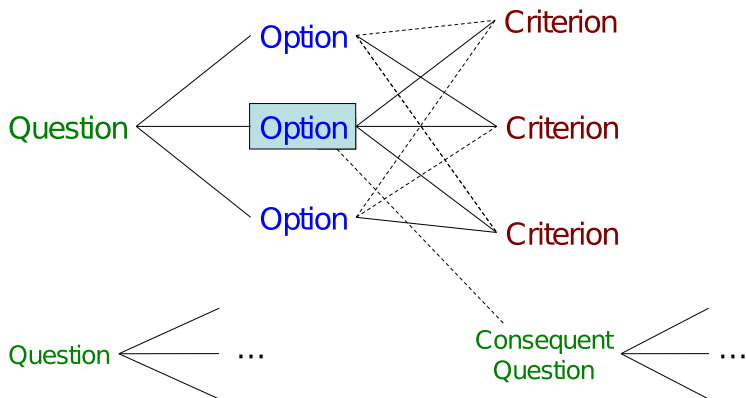 Option
Criterion
Question
Option
Criterion
Option
Criterion
Question
...
Consequent
Question
...